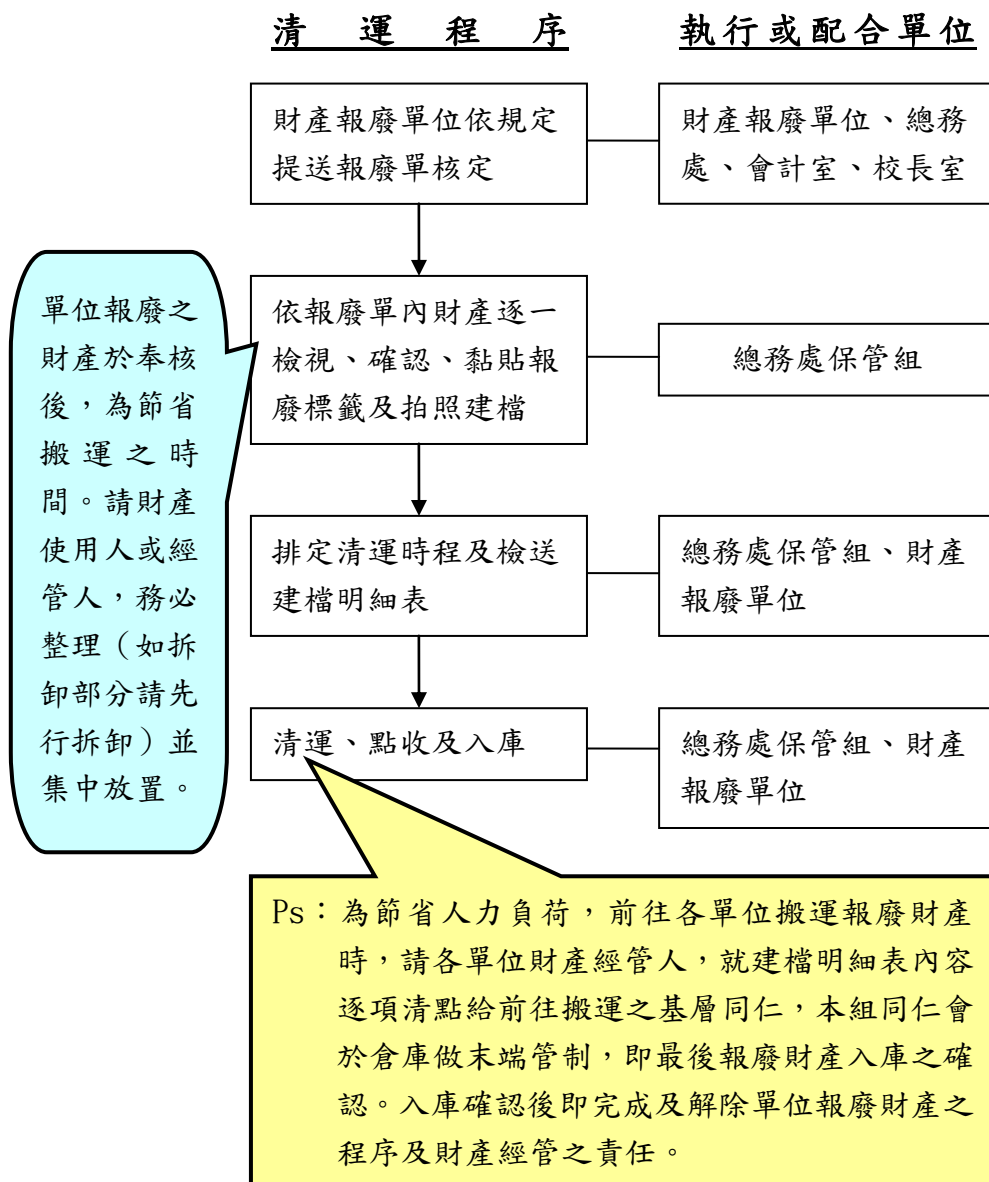 清運程序
執行或配合單位
財產報廢單位依規定
提送報廢單核定
財產報廢單位、總務
處、會計室、校長室
單位報廢之
財產於奉核
後，為節省
搬運之時
間。請財產
使用人或經
管人，務必
整理（如拆
卸部分請先
行拆卸）並
集中放置。
依報廢單內財產逐一
檢視、確認、黏貼報
廢標籤及拍照建檔
總務處保管組
排定清運時程及檢送
建檔明細表
總務處保管組、財產
報廢單位
清運、點收及入庫
總務處保管組、財產
報廢單位
Ps：為節省人力負荷，前往各單位搬運報廢財產
時，請各單位財產經管人，就建檔明細表內容
逐項清點給前往搬運之基層同仁，本組同仁會
於倉庫做末端管制，即最後報廢財產入庫之確
認。入庫確認後即完成及解除單位報廢財產之
程序及財產經管之責任。